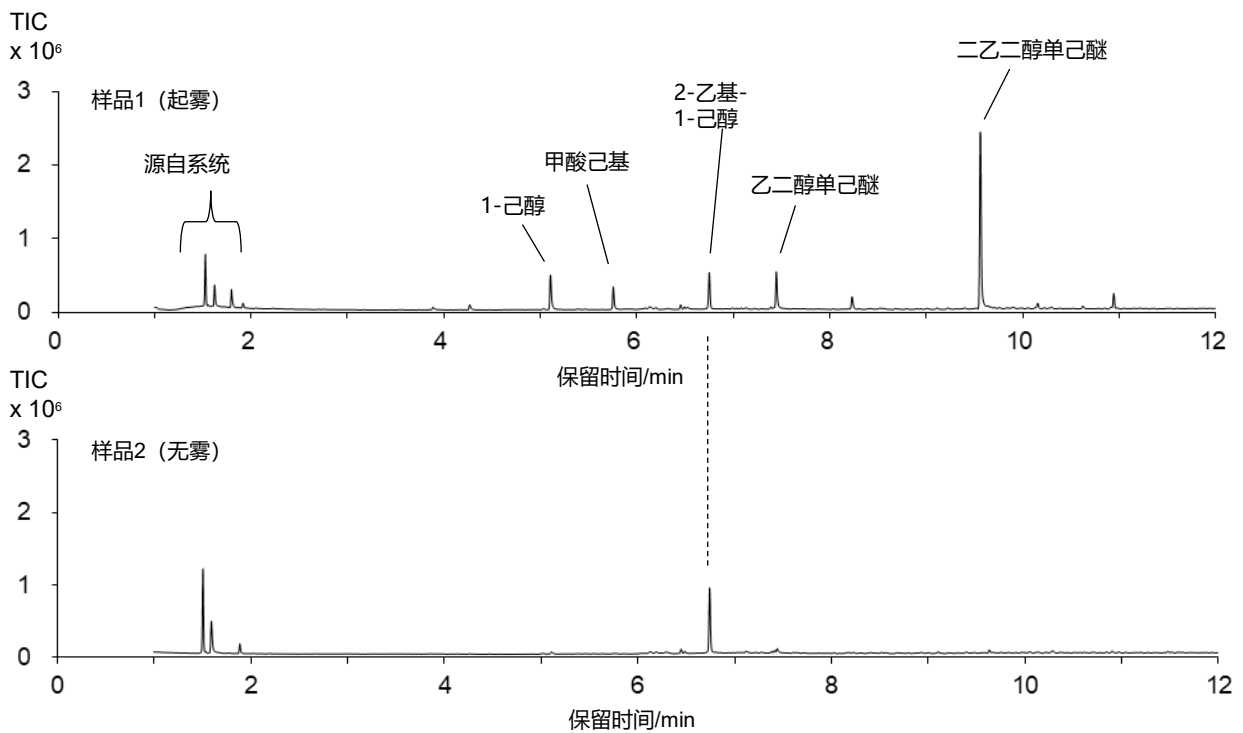 TIC
x 10⁶
二乙二醇单己醚
3
样品1（起雾）
2-乙基-
1-己醇
源自系统
2
甲酸己基
乙二醇单己醚
1-己醇
1
0
0 2 4 6 8 10 12
保留时间/min
TIC
x 10⁶
3
样品2（无雾）
2
1
0
0 2 4 6 8 10 12
保留时间/min